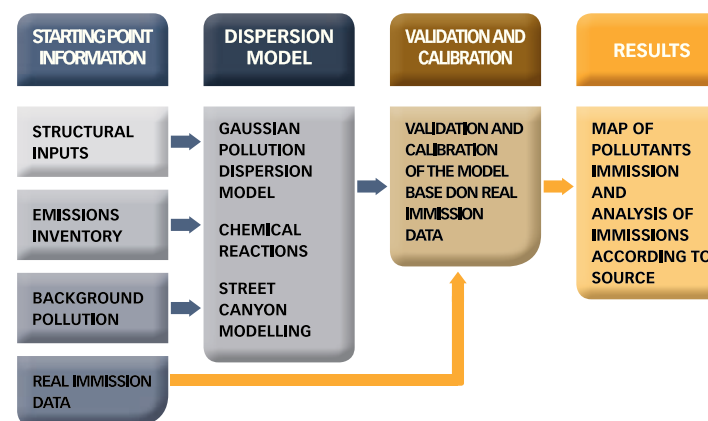 STARTING POINT
INFORMATION
DISPERSION
MODEL
VALIDATION AND
CALIBRATION
RESULTS
STRUCTURAL
INPUTS
EMISSIONS
INVENTORY
BACKGROUND
POLLUTION
REAL IMMISSION
DATA
GAUSSIAN
POLLUTION
DISPERSION
MODEL
CHEMICAL
REACTIONS
STREET
CANYON
MODELLING
VALIDATION AND
CALIBRATION
OF THE MODEL
BASE DON REAL
IMMISSION
DATA
MAP OF
POLLUTANTS
IMMISSION
AND
ANALYSIS OF
IMMISSIONS
ACCORDING TO
SOURCE